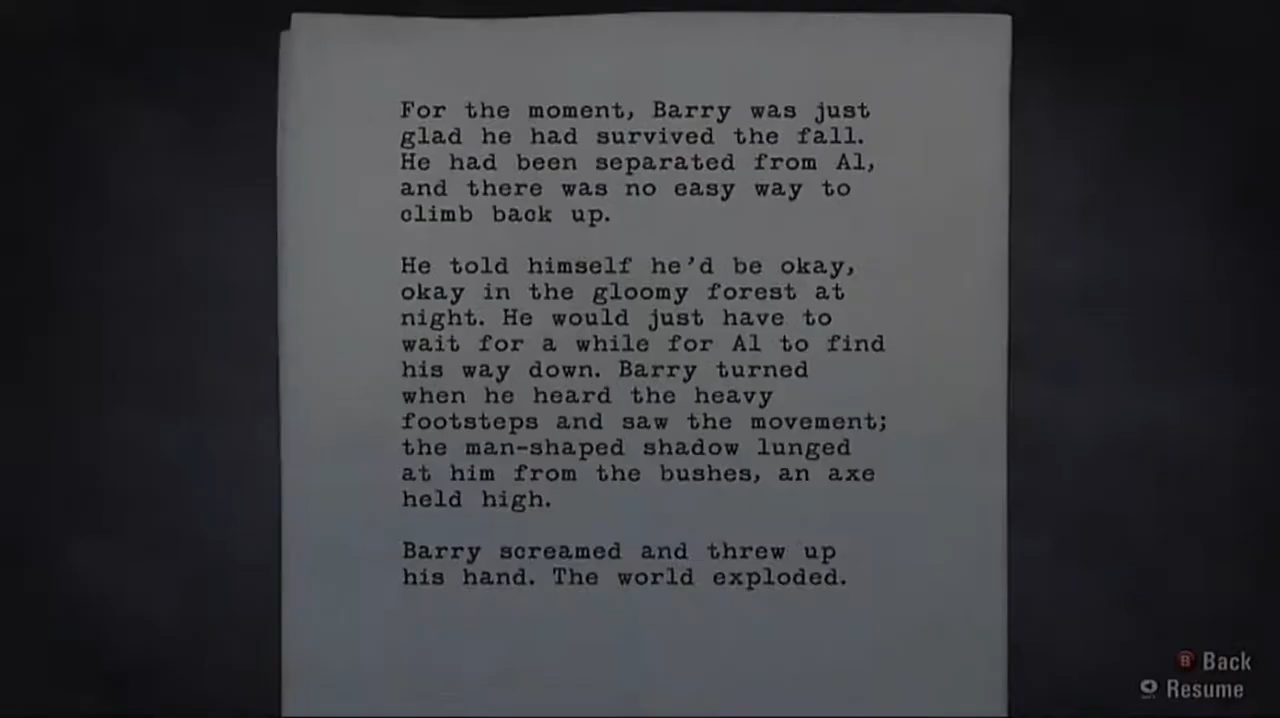 For the moment, Barry was just
glad he had survived the fall.
He had been separated from Al,
and there was no easy way to
climb back up.
He told himself he'd be okay,
okay in the gloomy forest at
night. He would just have to
wait for a while for Al to find
his way down. Barry turned
when he heard the heavy
footsteps and saw the movement;
the man-shaped shadow lunged
at him from the bushes, an axe
held high.
Barry screamed and threw up
his hand. The world exploded.
B Back
Resume